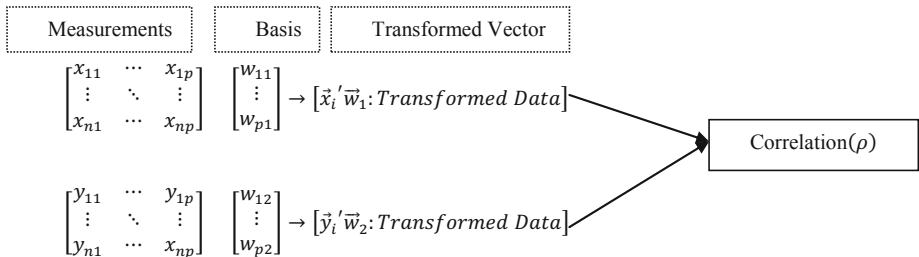 Measurements Basis Transformed Vector
[x₁₁ ⋯ x₁ₚ [w₁₁
⋮ ⋱ ⋮ ⋮ → [x⃗ᵢ′w⃗₁: Transformed Data]
xₙ₁ ⋯ xₙₚ] wₚ₁]
Correlation(ρ)
[y₁₁ ⋯ y₁ₚ [w₁₂
⋮ ⋱ ⋮ ⋮ → [y⃗ᵢ′w⃗₂: Transformed Data]
yₙ₁ ⋯ xₙₚ] wₚ₂]